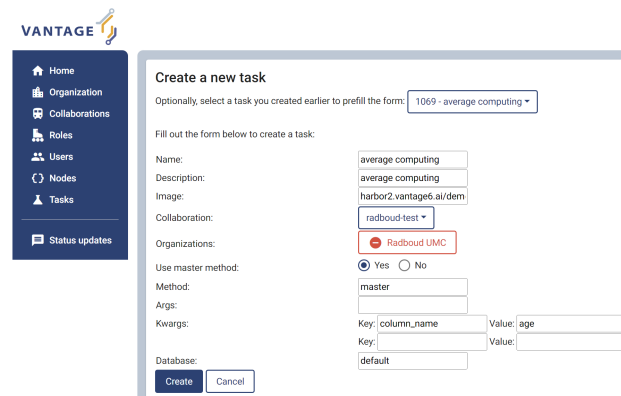 VANTAGE
Home
Organization
Collaborations
Roles
Users
Nodes
Tasks
Status updates
Create a new task
Optionally, select a task you created earlier to prefill the form: 1069 - average computing
Fill out the form below to create a task:
Name: average computing
Description: average computing
Image: harbor2.vantage6.ai/dem
Collaboration: radboud-test
Organizations: Radboud UMC
Use master method: Yes No
Method: master
Args:
Kwargs: Key: column_name Value: age
Key: Value:
Database: default
Create Cancel